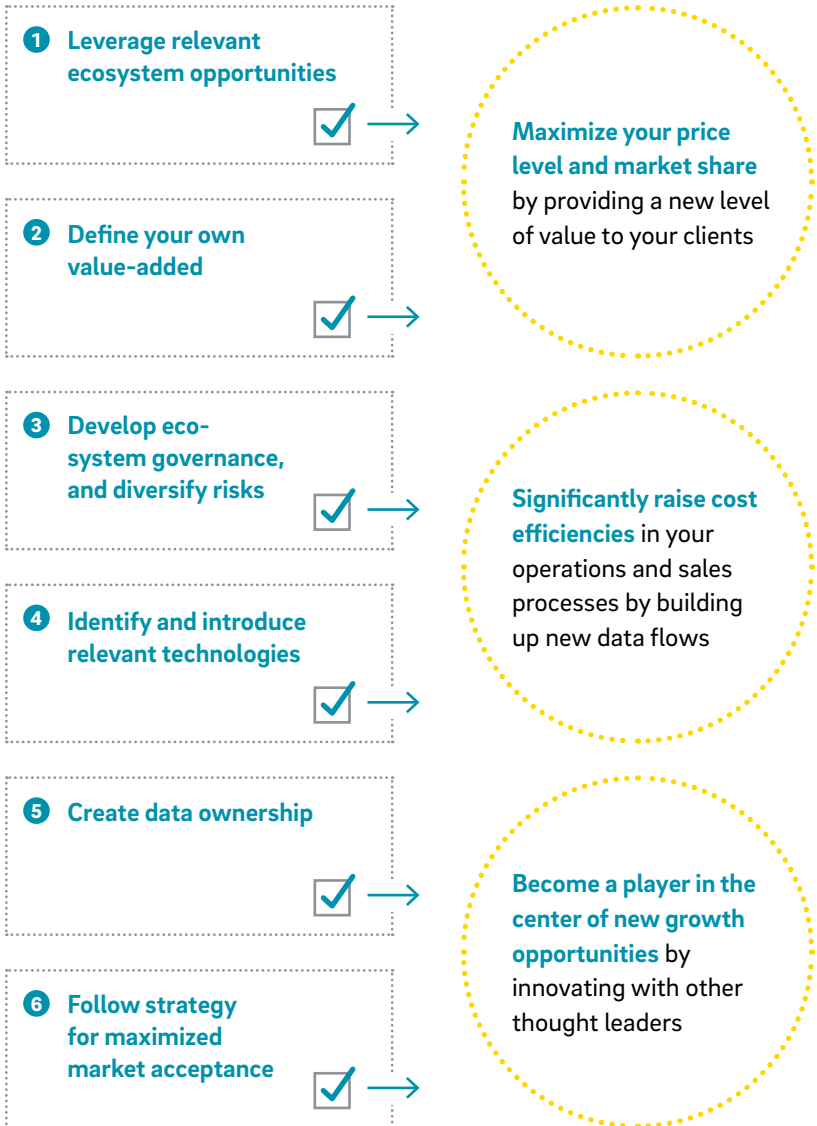 1 Leverage relevant
ecosystem opportunities
Maximize your price
level and market share
by providing a new level
of value to your clients
2 Define your own
value-added
3 Develop eco-
system governance,
and diversify risks
Significantly raise cost
efficiencies in your
operations and sales
processes by building
up new data flows
4 Identify and introduce
relevant technologies
5 Create data ownership
Become a player in the
center of new growth
opportunities by
innovating with other
thought leaders
6 Follow strategy
for maximized
market acceptance